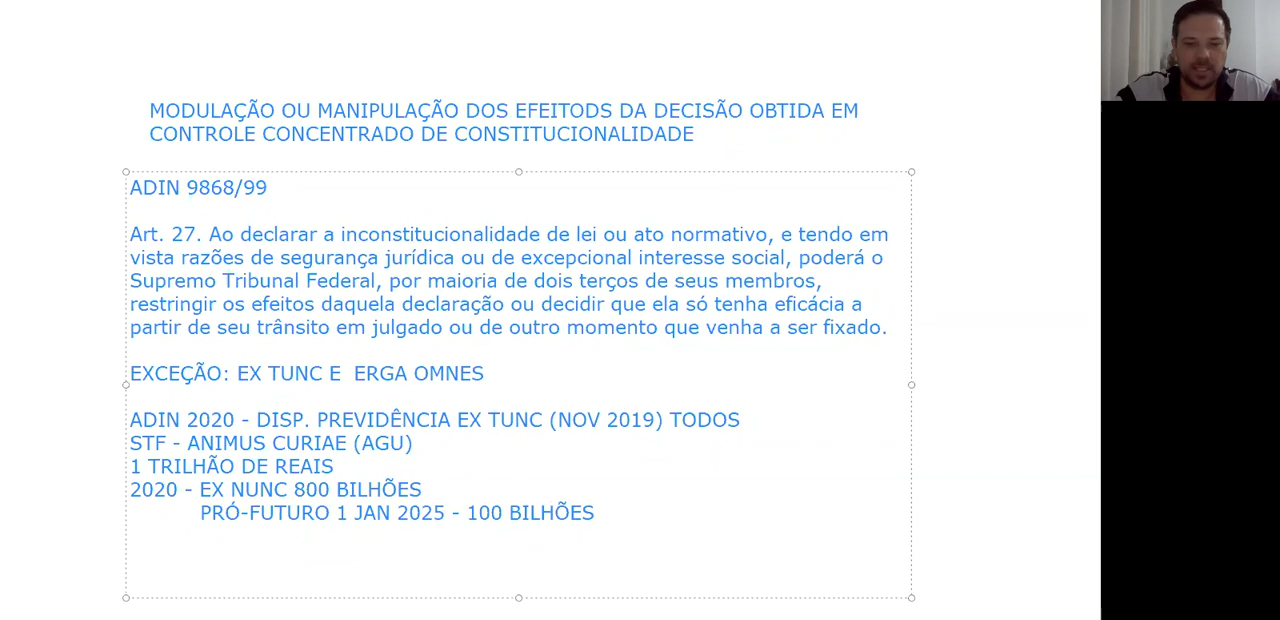 MODULAÇÃO OU MANIPULAÇÃO DOS EFEITODS DA DECISÃO OBTIDA EM
CONTROLE CONCENTRADO DE CONSTITUCIONALIDADE
ADIN 9868/99
Art. 27. Ao declarar a inconstitucionalidade de lei ou ato normativo, e tendo em
vista razões de segurança jurídica ou de excepcional interesse social, poderá o
Supremo Tribunal Federal, por maioria de dois terços de seus membros,
restringir os efeitos daquela declaração ou decidir que ela só tenha eficácia a
partir de seu trânsito em julgado ou de outro momento que venha a ser fixado.
EXCEÇÃO: EX TUNC E ERGA OMNES
ADIN 2020 - DISP. PREVIDÊNCIA EX TUNC (NOV 2019) TODOS
STF - ANIMUS CURIAE (AGU)
1 TRILHÃO DE REAIS
2020 - EX NUNC 800 BILHÕES
PRÓ-FUTURO 1 JAN 2025 - 100 BILHÕES